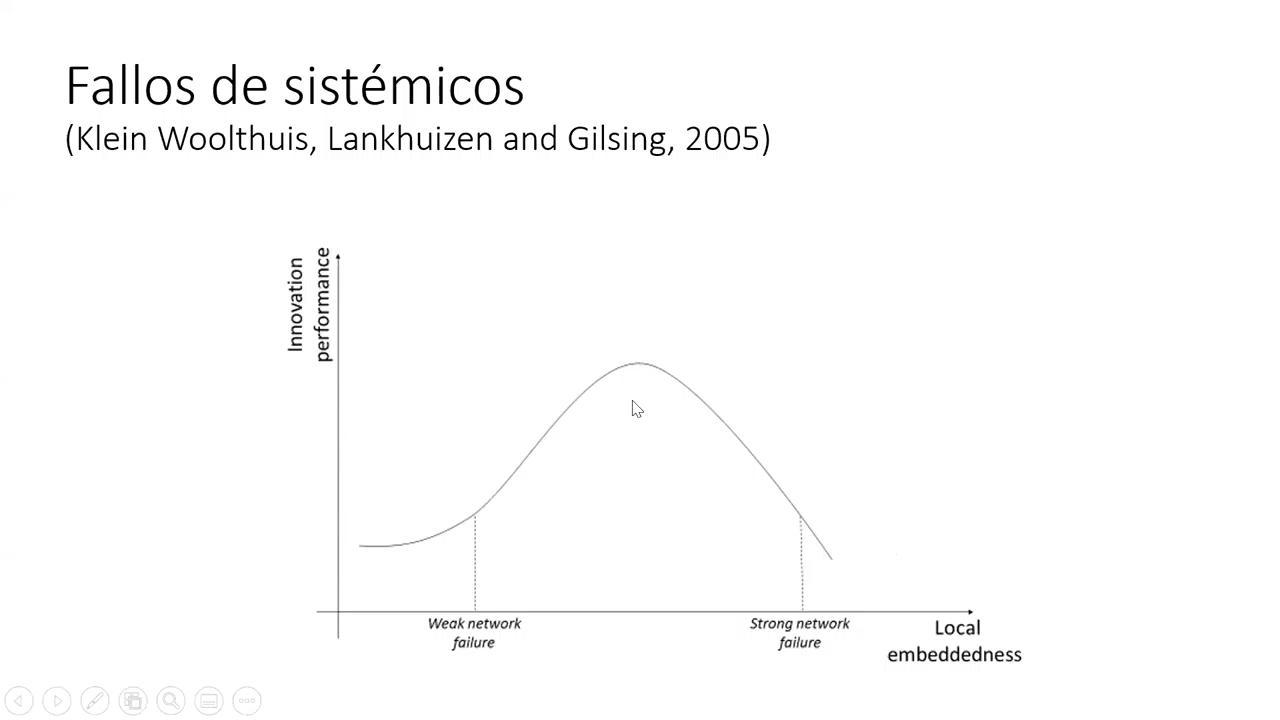 Fallos de sistémicos
(Klein Woolthuis, Lankhuizen and Gilsing, 2005)
Innovation
performance
Weak network
failure
Strong network
failure
Local
embeddedness